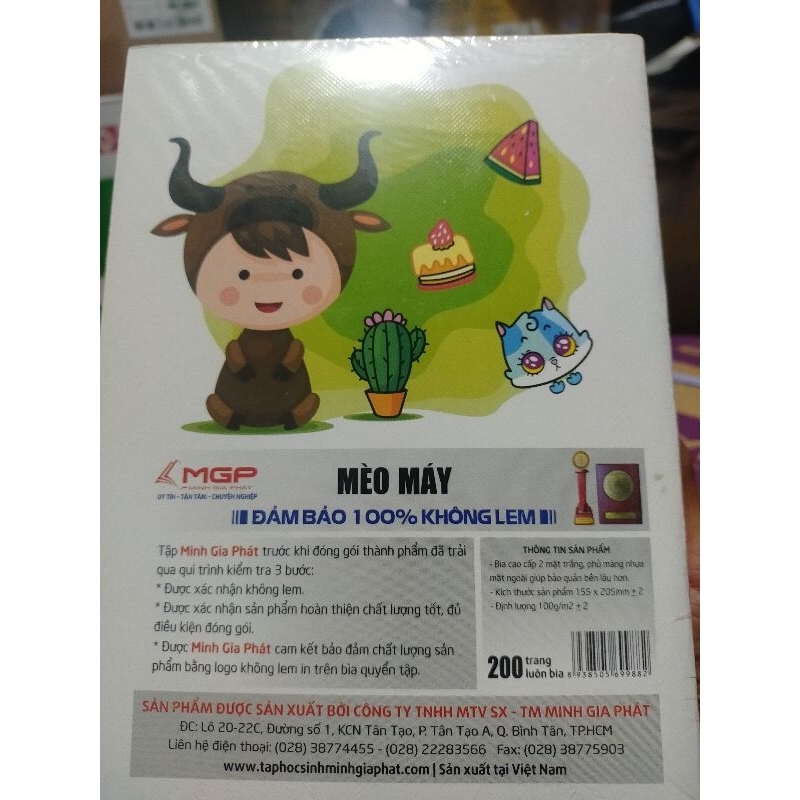 MGP
MINH GIA PHÁT
UY TÍN - TẬN TÂM - CHUYÊN NGHIỆP
MÈO MÁY
ĐẢM BẢO 100% KHÔNG LEM
Tập Minh Gia Phát trước khi đóng gói thành phẩm đã trải
qua qui trình kiểm tra 3 bước:
* Được xác nhận không lem.
* Được xác nhận sản phẩm hoàn thiện chất lượng tốt, đủ
điều kiện đóng gói.
* Được Minh Gia Phát cam kết bảo đảm chất lượng sản
phẩm bằng logo không lem in trên bìa quyển tập.
THÔNG TIN SẢN PHẨM
- Bìa cao cấp 2 mặt trắng, phủ màng nhựa
mặt ngoài giúp bảo quản bền lâu hơn.
- Kích thước sản phẩm 155 x 205mm ± 2
- Định lượng 100g/m2 ± 2
200 trang
luôn bìa
8 938505 699882
SẢN PHẨM ĐƯỢC SẢN XUẤT BỞI CÔNG TY TNHH MTV SX - TM MINH GIA PHÁT
ĐC: Lô 20-22C, Đường số 1, KCN Tân Tạo, P. Tân Tạo A, Q. Bình Tân, TP.HCM
Liên hệ điện thoại: (028) 38774455 - (028) 22283566 Fax: (028) 38775903
www.taphocsinhminhgiaphat.com | Sản xuất tại Việt Nam